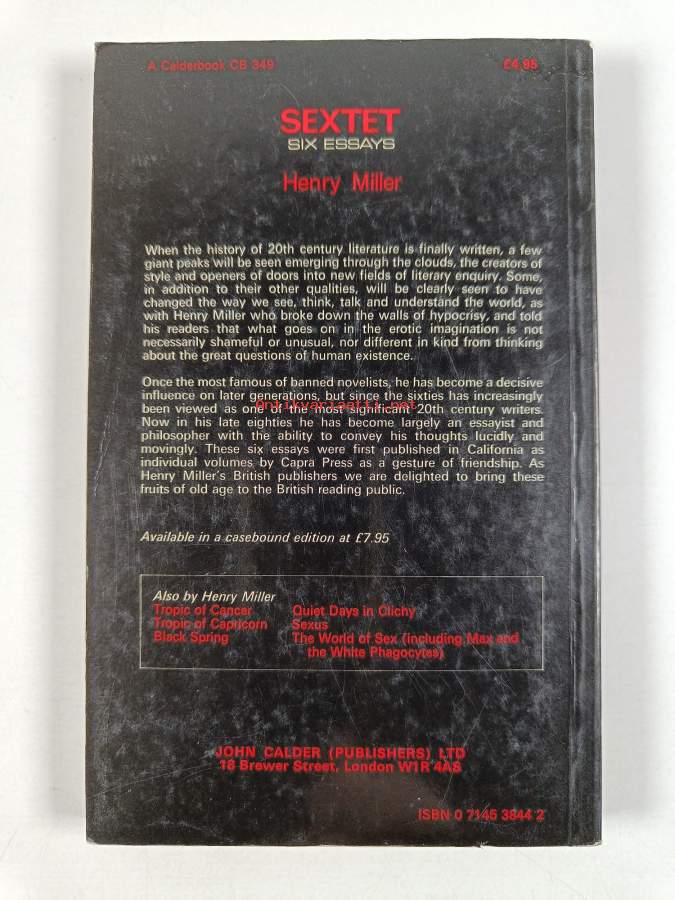 A Calderbook CB 349
£4.95
SEXTET
SIX ESSAYS
Henry Miller
When the history of 20th century literature is finally written, a few
giant peaks will be seen emerging through the clouds, the creators of
style and openers of doors into new fields of literary enquiry. Some,
in addition to their other qualities, will be clearly seen to have
changed the way we see, think, talk and understand the world, as
with Henry Miller who broke down the walls of hypocrisy, and told
his readers that what goes on in the erotic imagination is not
necessarily shameful or unusual, nor different in kind from thinking
about the great questions of human existence.
Once the most famous of banned novelists, he has become a decisive
influence on later generations, but since the sixties has increasingly
antikvariaatti.net
been viewed as one of the most significant 20th century writers.
Now in his late eighties he has become largely an essayist and
philosopher with the ability to convey his thoughts lucidly and
movingly. These six essays were first published in California as
individual volumes by Capra Press as a gesture of friendship. As
Henry Miller's British publishers we are delighted to bring these
fruits of old age to the British reading public.
Available in a casebound edition at £7.95
Also by Henry Miller
Tropic of Cancer
Tropic of Capricorn
Black Spring
Quiet Days in Clichy
Sexus
The World of Sex (including Max and
the White Phagocytes)
JOHN CALDER (PUBLISHERS) LTD
18 Brewer Street, London W1R 4AS
ISBN 0 7145 3844 2